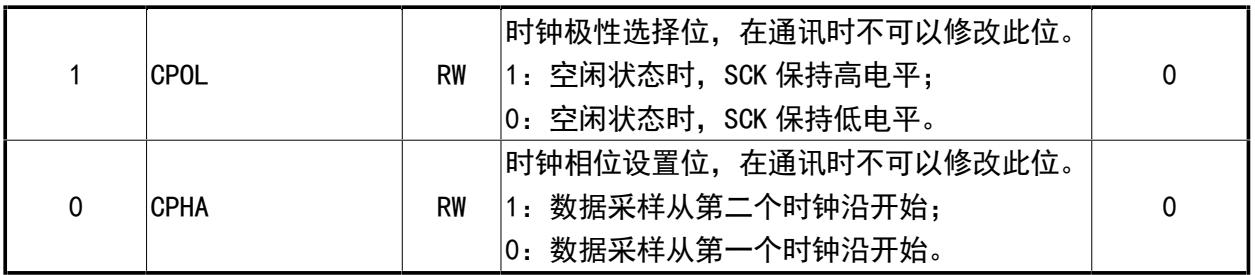 时钟极性选择位，在通讯时不可以修改此位。
1 CPOL RW 1：空闲状态时，SCK 保持高电平； 0
0：空闲状态时，SCK 保持低电平。
时钟相位设置位，在通讯时不可以修改此位。
0 CPHA RW 1：数据采样从第二个时钟沿开始； 0
0：数据采样从第一个时钟沿开始。